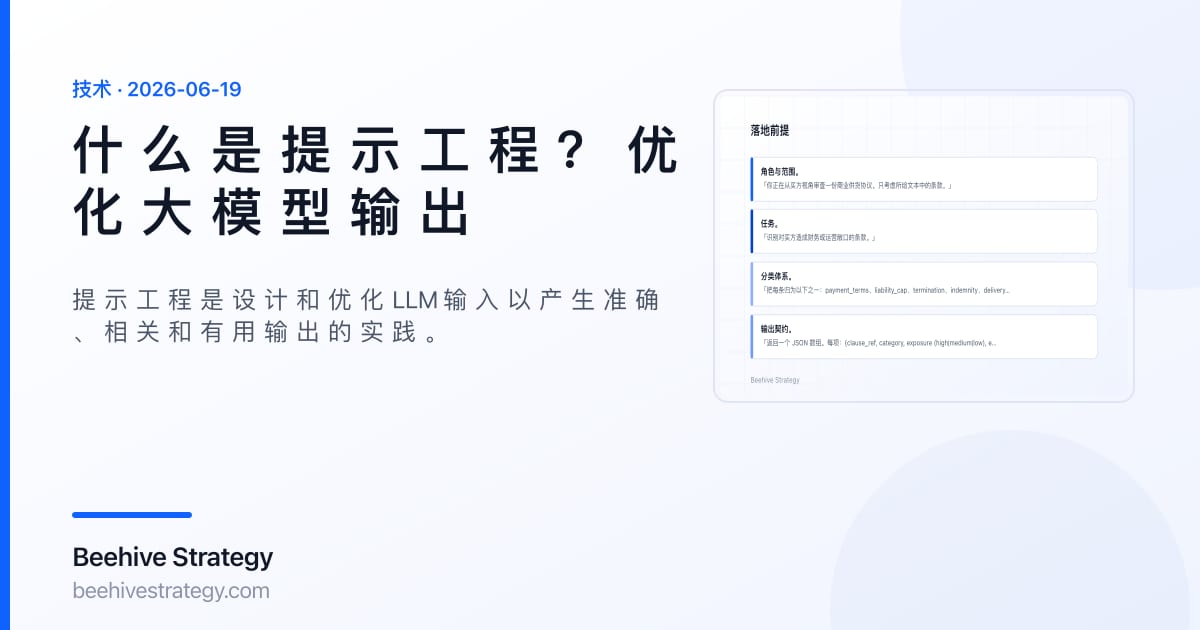 技术 · 2026-06-19
什么是提示工程？优
化大模型输出
提示工程是设计和优化 LLM 输入以产生准确
、相关和有用输出的实践。
Beehive Strategy
beehivestrategy.com
落地前提
角色与范围。
「你正在从买方视角审查一份商业供货协议。只考虑所给文本中的条款。」
任务。
「识别对买方造成财务或运营敞口的条款。」
分类体系。
「把每条归为以下之一：payment_terms、liability_cap、termination、indemnity、delivery…
输出契约。
「返回一个 JSON 数组。每项：{clause_ref, category, exposure (high|medium|low), e…
Beehive Strategy